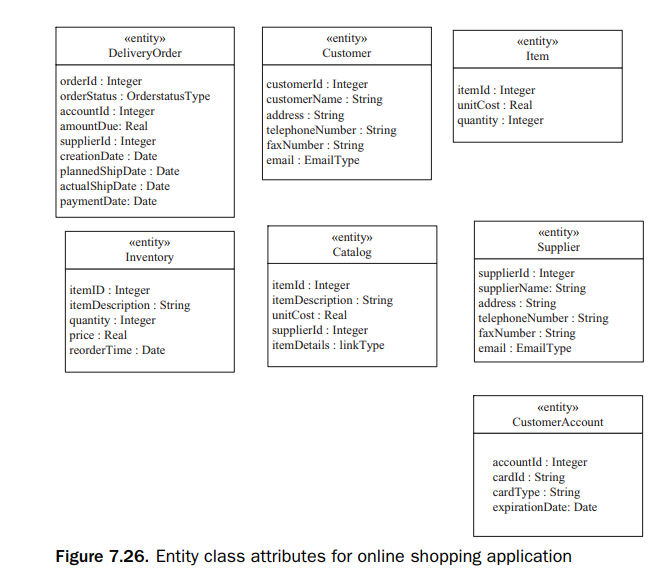 «entity»
DeliveryOrder
orderId : Integer
orderStatus : OrderstatusType
accountId : Integer
amountDue: Real
supplierId : Integer
creationDate : Date
plannedShipDate : Date
actualShipDate : Date
paymentDate: Date
«entity»
Customer
customerId : Integer
customerName : String
address : String
telephoneNumber : String
faxNumber : String
email : EmailType
«entity»
Item
itemId : Integer
unitCost : Real
quantity : Integer
«entity»
Inventory
itemID : Integer
itemDescription : String
quantity : Integer
price : Real
reorderTime : Date
«entity»
Catalog
itemId : Integer
itemDescription : String
unitCost : Real
supplierId : Integer
itemDetails : linkType
«entity»
Supplier
supplierId : Integer
supplierName: String
address : String
telephoneNumber : String
faxNumber : String
email : EmailType
«entity»
CustomerAccount
accountId : Integer
cardId : String
cardType : String
expirationDate: Date
Figure 7.26. Entity class attributes for online shopping application